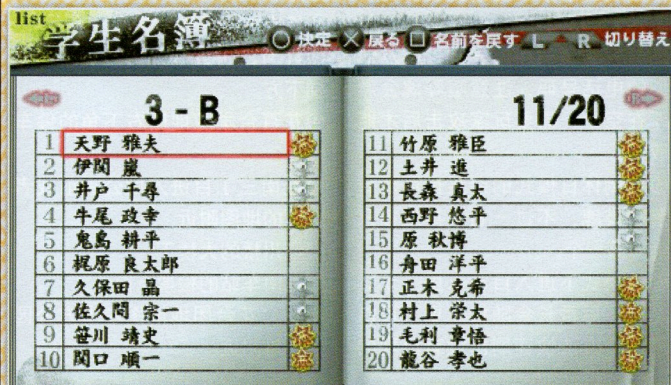 list
学生名簿
○決定 ×戻る □名前を戻す L R 切り替え
3-B
11/20
1 天野 雅夫
2 伊関 嵐
3 井戸 千尋
4 牛尾 政幸
5 鬼島 耕平
6 梶原 良太郎
7 久保田 晶
8 佐久間 宗一
9 笹川 靖史
10 関口 順一
11 竹原 雅臣
12 土井 進
13 長森 真太
14 西野 悠平
15 原 秋博
16 舟田 洋平
17 正木 克希
18 村上 栄太
19 毛利 章悟
20 龍谷 孝也